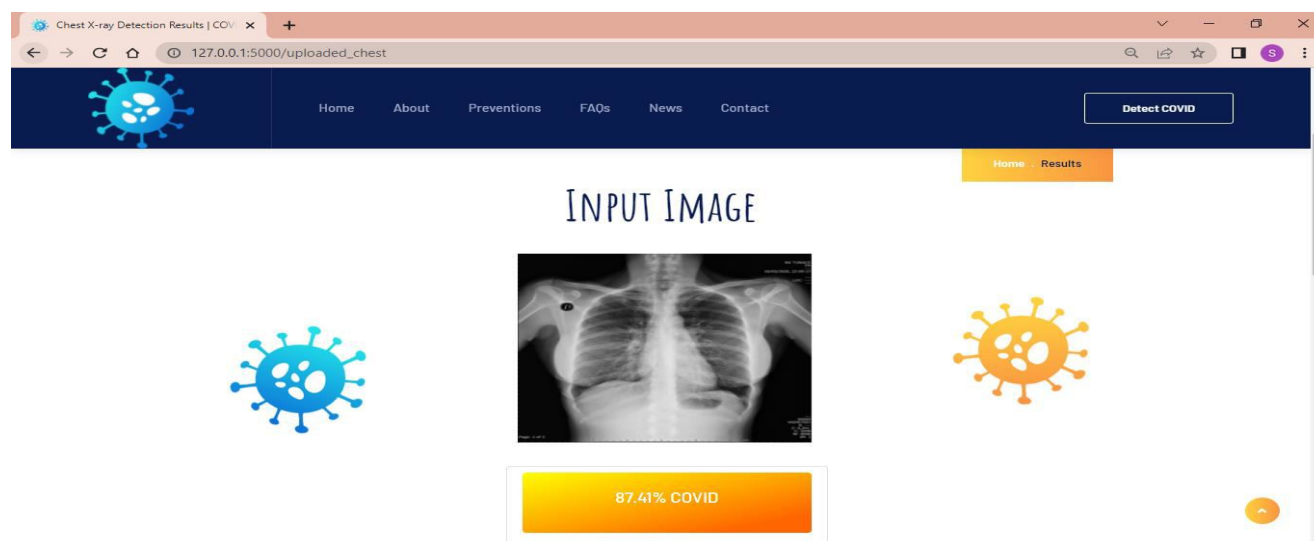 Chest X-ray Detection Results | COV
127.0.0.1:5000/uploaded_chest
S
Home About Preventions FAQs News Contact Detect COVID
Home . Results
INPUT IMAGE
87.41% COVID